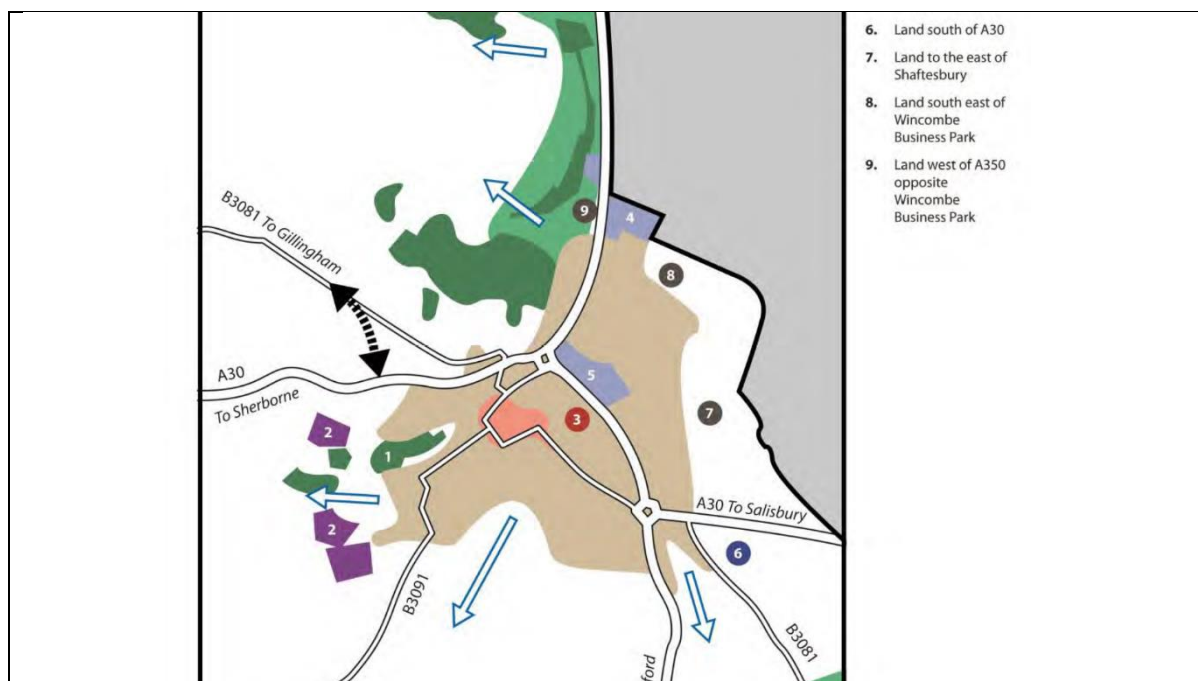 6. Land south of A30
7. Land to the east of
Shaftesbury
8. Land south east of
Wincombe
Business Park
9. Land west of A350
opposite
Wincombe
Business Park
9
4
B3081 To Gillingham
8
A30
To Sherborne
5
2
3
7
1
A30 To Salisbury
2
6
B3091
B3081
ford